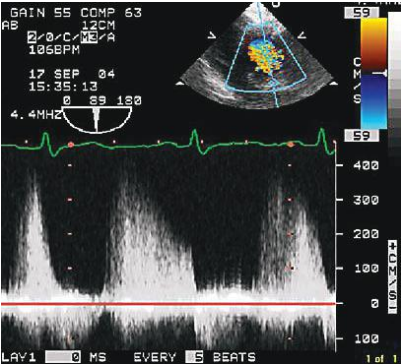 GAIN 55 COMP 63
AB 12CM
2/0/C/M3/A
106BPM
17 SEP 04
15:35:13
0 89 180
4.4MHZ
59
CM/S
59
400
300
200
100
0
100
+CM/S
LAY1 0 MS EVERY 5 BEATS
1 of 1